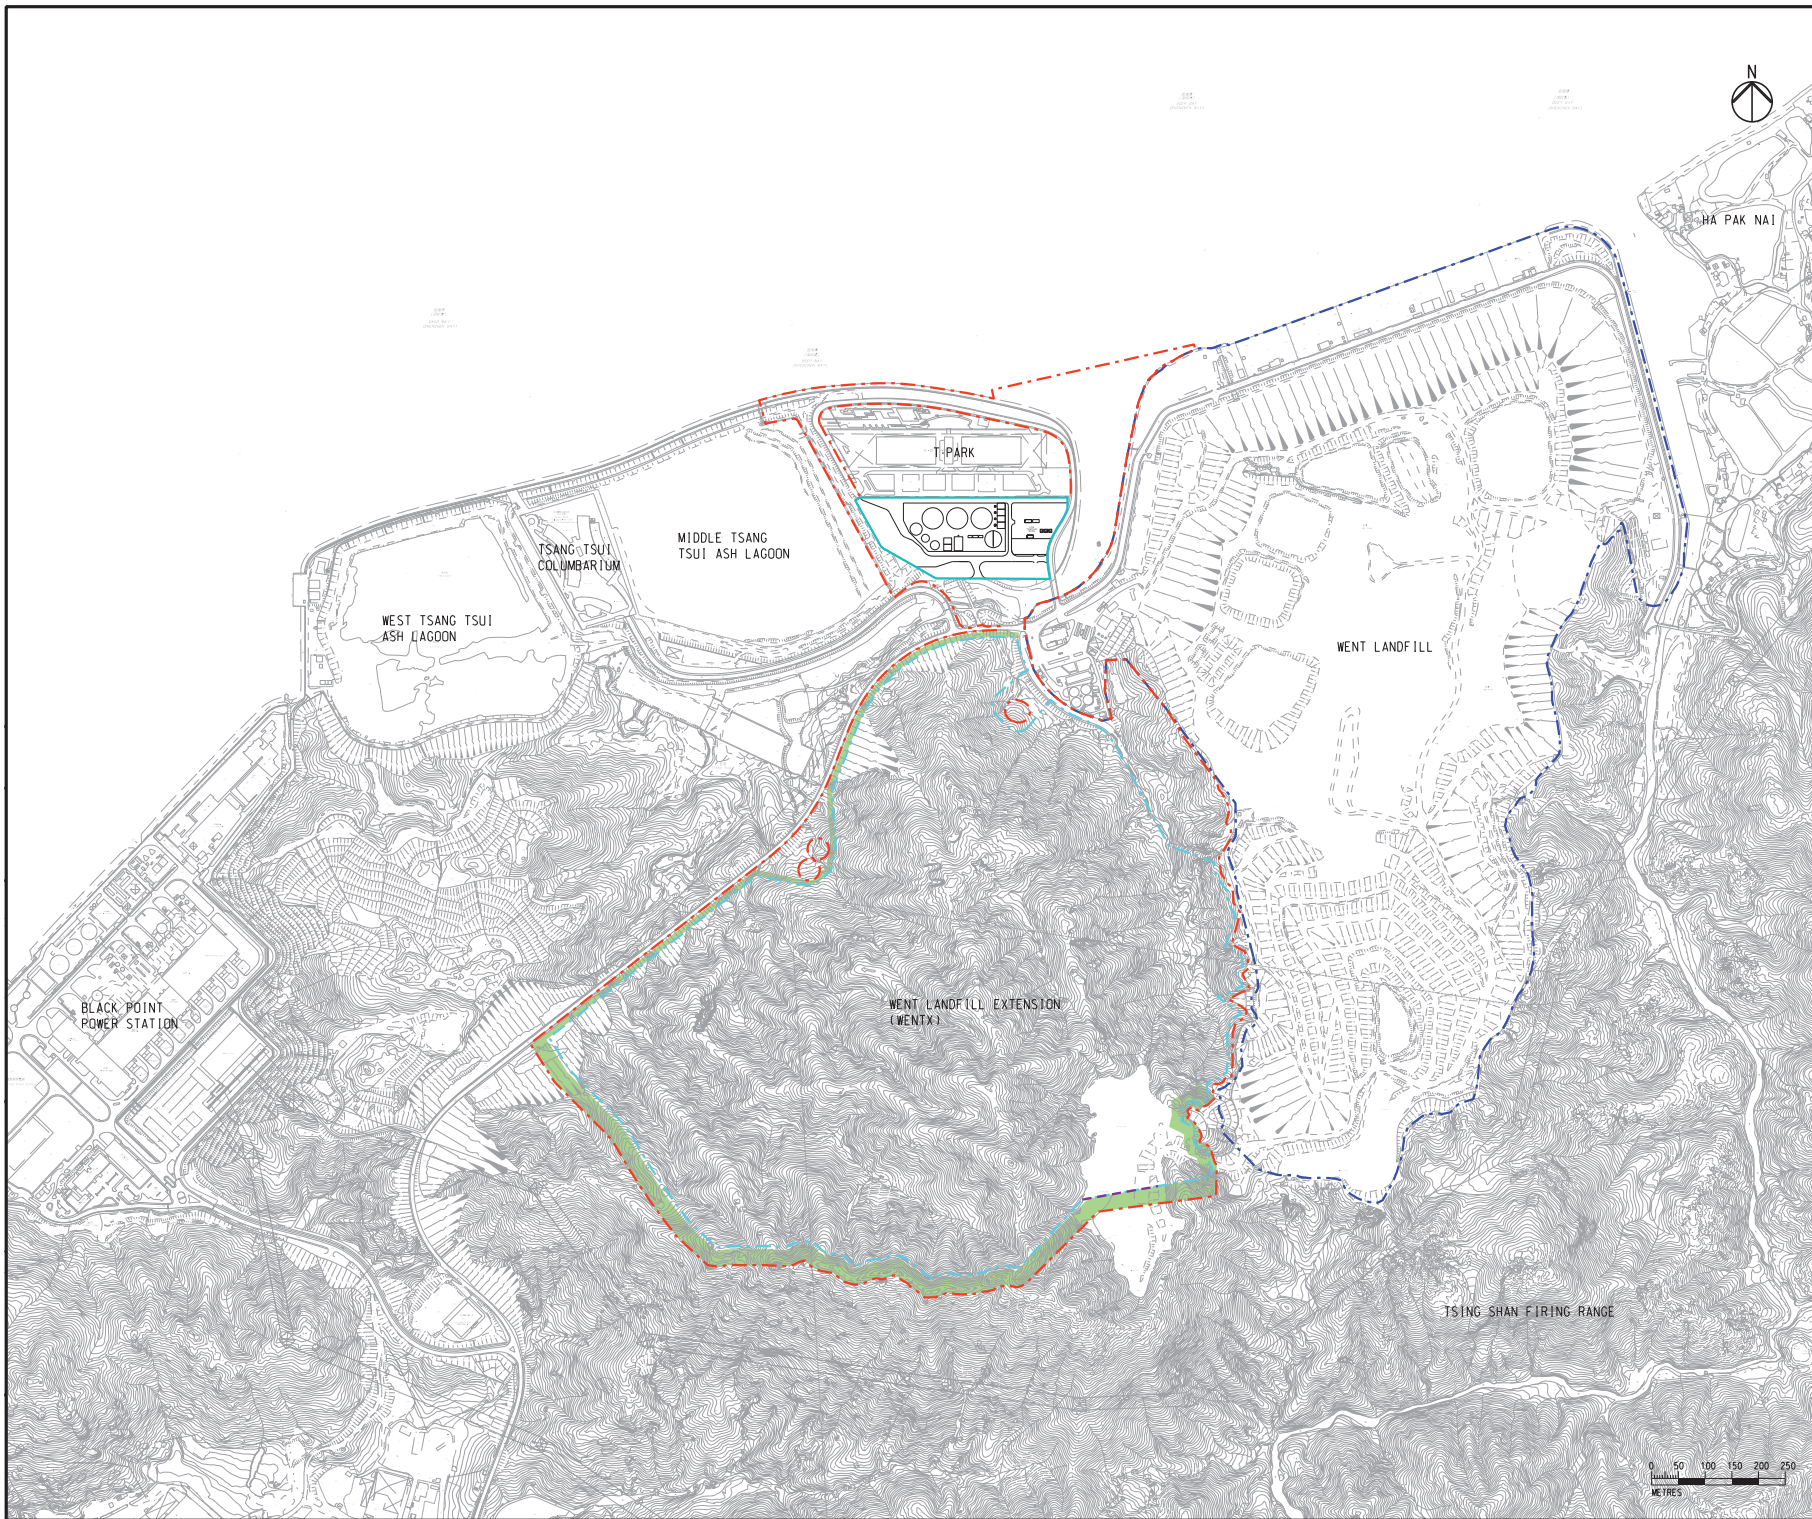 N
HA PAK NAI
T-PARK
MIDDLE TSANG
TSUI ASH LAGOON
TSANG TSUI
COLUMBARIUM
WEST TSANG TSUI
ASH LAGOON
WENT LANDFILL
BLACK POINT
POWER STATION
WENT LANDFILL EXTENSION
(WENTX)
TSING SHAN FIRING RANGE
0 50 100 150 200 250
METRES